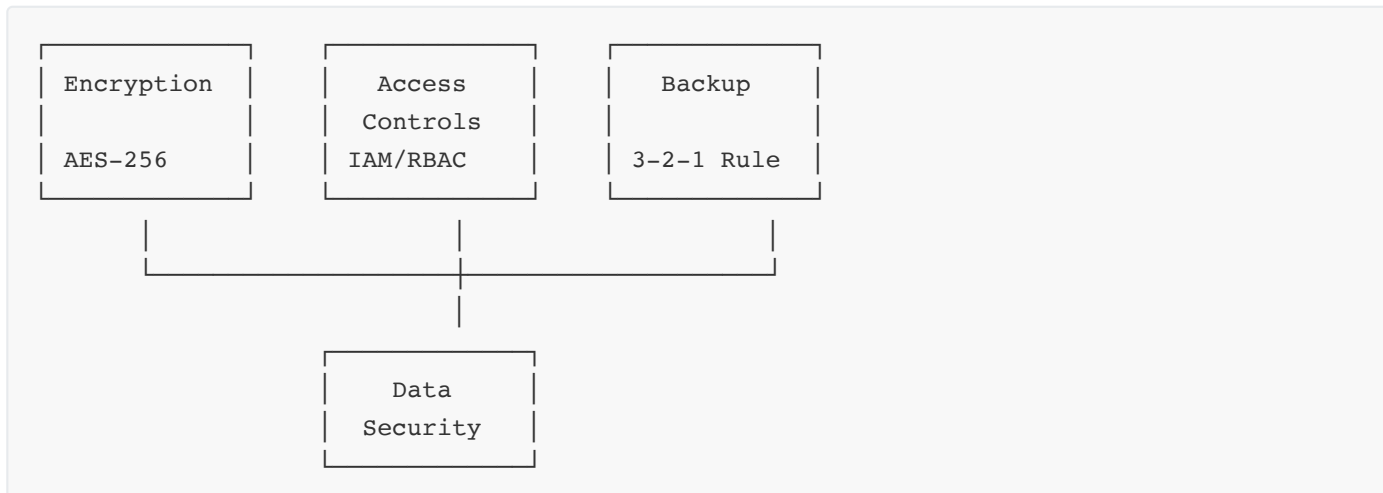 Encryption
AES-256
Access
Controls
IAM/RBAC
Backup
3-2-1 Rule
Data
Security